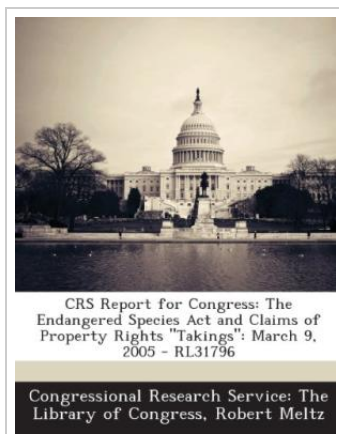 CRS Report for Congress: The
Endangered Species Act and Claims of
Property Rights "Takings": March 9,
2005 - RL31796
Congressional Research Service: The
Library of Congress, Robert Meltz